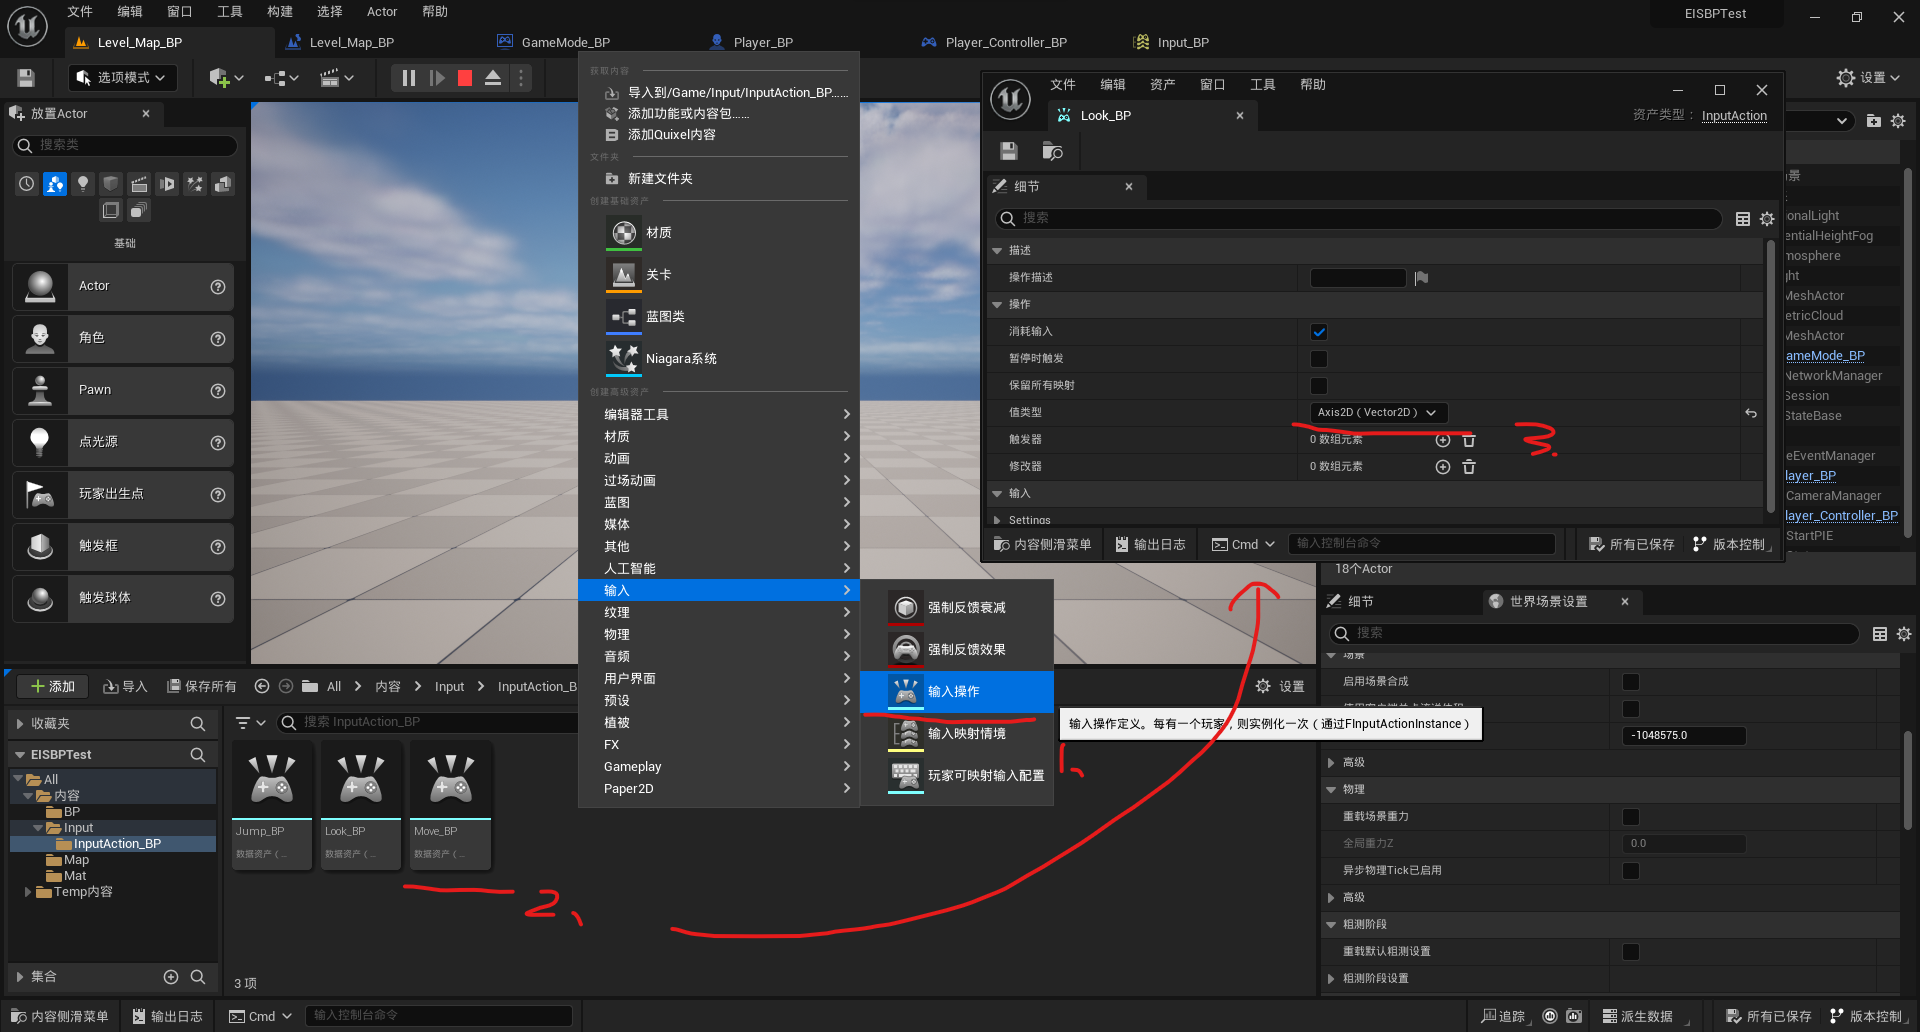 文件 编辑 窗口 工具 构建 选择 Actor 帮助
EISBPTest
Level_Map_BP Level_Map_BP GameMode_BP Player_BP Player_Controller_BP Input_BP
选项模式
设置
放置Actor
搜索类
基础
Actor
角色
Pawn
点光源
玩家出生点
触发框
触发球体
获取内容
导入到/Game/Input/InputAction_BP......
添加功能或内容包......
添加Quixel内容
文件夹
新建文件夹
创建基础资产
材质
关卡
蓝图类
Niagara系统
创建高级资产
编辑器工具
材质
动画
过场动画
蓝图
媒体
其他
人工智能
输入
纹理
物理
音频
用户界面
预设
植被
FX
Gameplay
Paper2D
强制反馈衰减
强制反馈效果
输入操作
输入映射情境
玩家可映射输入配置
输入操作定义。每有一个玩家，则实例化一次（通过FInputActionInstance）
1、
文件 编辑 资产 窗口 工具 帮助
Look_BP
资产类型： InputAction
细节
搜索
描述
操作描述
操作
消耗输入
暂停时触发
保留所有映射
值类型 Axis2D（Vector2D）
触发器 0 数组元素
修改器 0 数组元素
3.
输入
Settings
内容侧滑菜单 输出日志 Cmd 输入控制台命令 所有已保存 版本控制
onalLight
entialHeightFog
mosphere
ght
MeshActor
etricCloud
MeshActor
ameMode_BP
NetworkManager
Session
StateBase
eEventManager
layer_BP
CameraManager
layer_Controller_BP
StartPIE
18个Actor
细节 世界场景设置
搜索
场景
启用场景合成
-1048575.0
高级
物理
重载场景重力
全局重力Z 0.0
异步物理Tick已启用
高级
粗测阶段
重载默认粗测设置
粗测阶段设置
添加 导入 保存所有 All 内容 Input InputAction_B
设置
收藏夹
搜索 InputAction_BP
EISBPTest
All
内容
BP
Input
InputAction_BP
Map
Mat
Temp内容
集合
Jump_BP Look_BP Move_BP
数据资产（... 数据资产（... 数据资产（...
2、
3 项
内容侧滑菜单 输出日志 Cmd 输入控制台命令
追踪 派生数据 所有已保存 版本控制